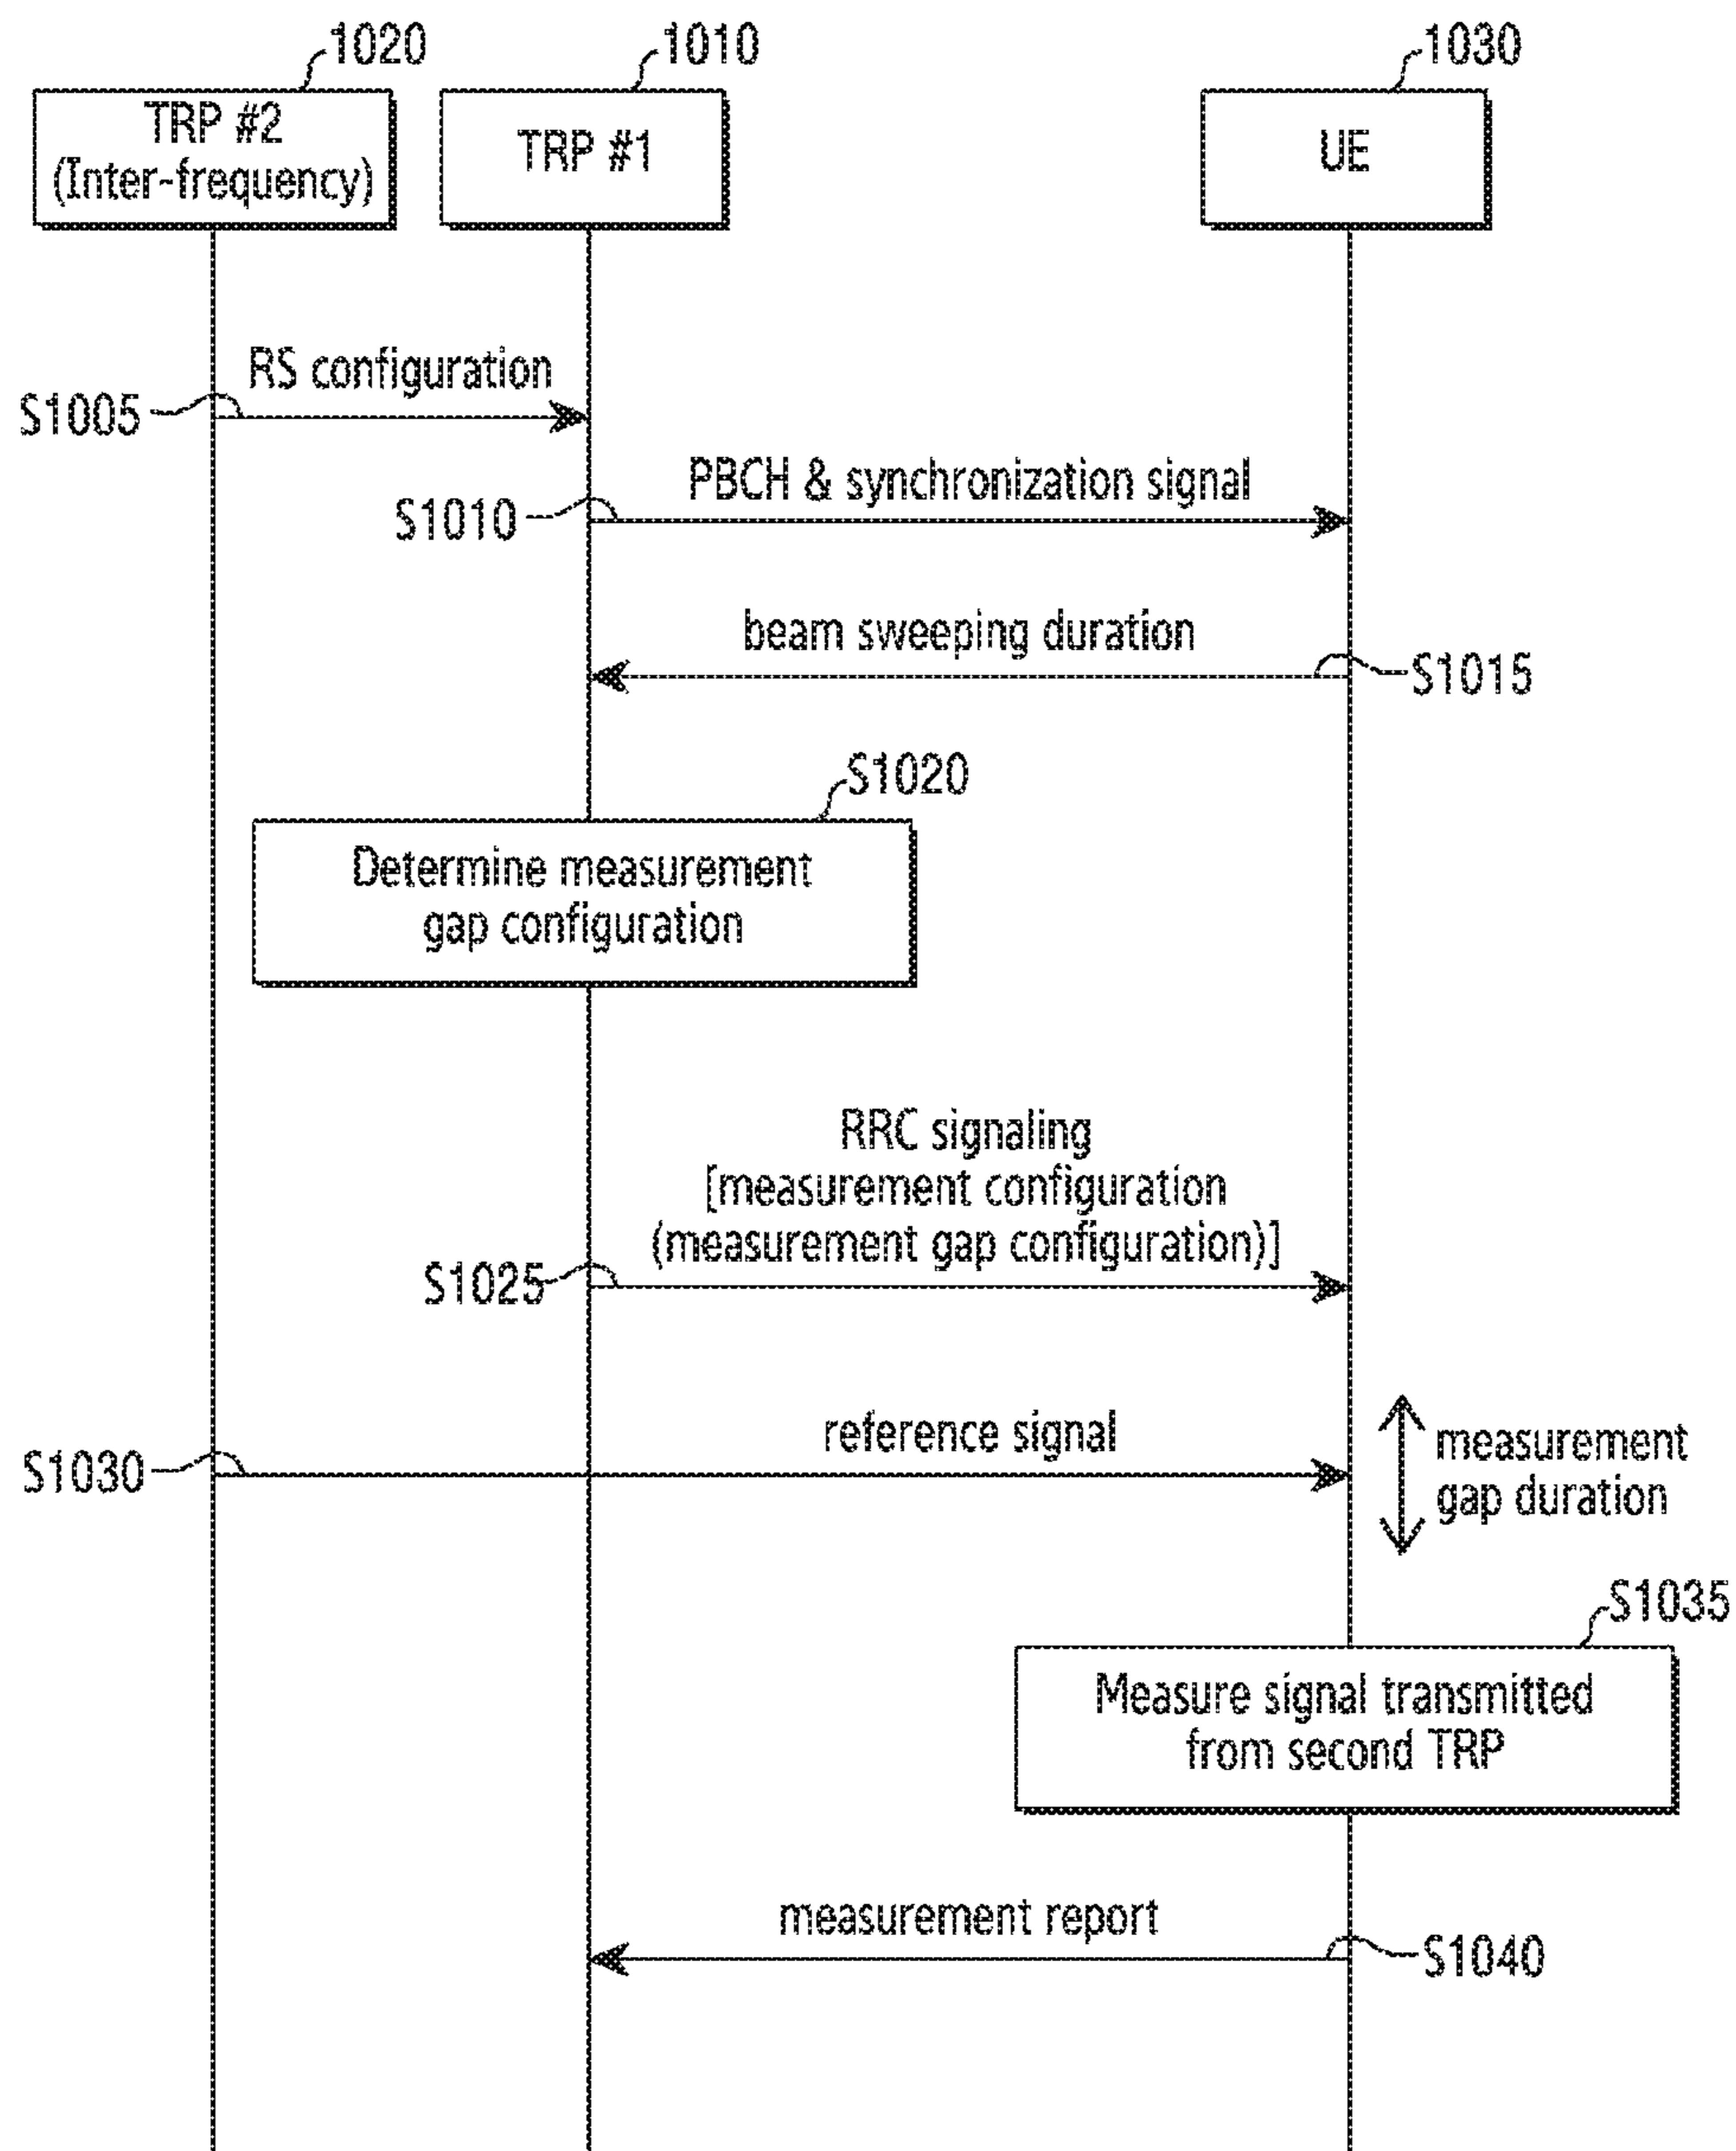 1020
1010
1030
TRP #2
(Inter-frequency)
TRP #1
UE
RS configuration
S1005
PBCH & synchronization signal
S1010
beam sweeping duration
S1015
S1020
Determine measurement
gap configuration
RRC signaling
[measurement configuration
(measurement gap configuration)]
S1025
reference signal
S1030
measurement
gap duration
S1035
Measure signal transmitted
from second TRP
measurement report
S1040